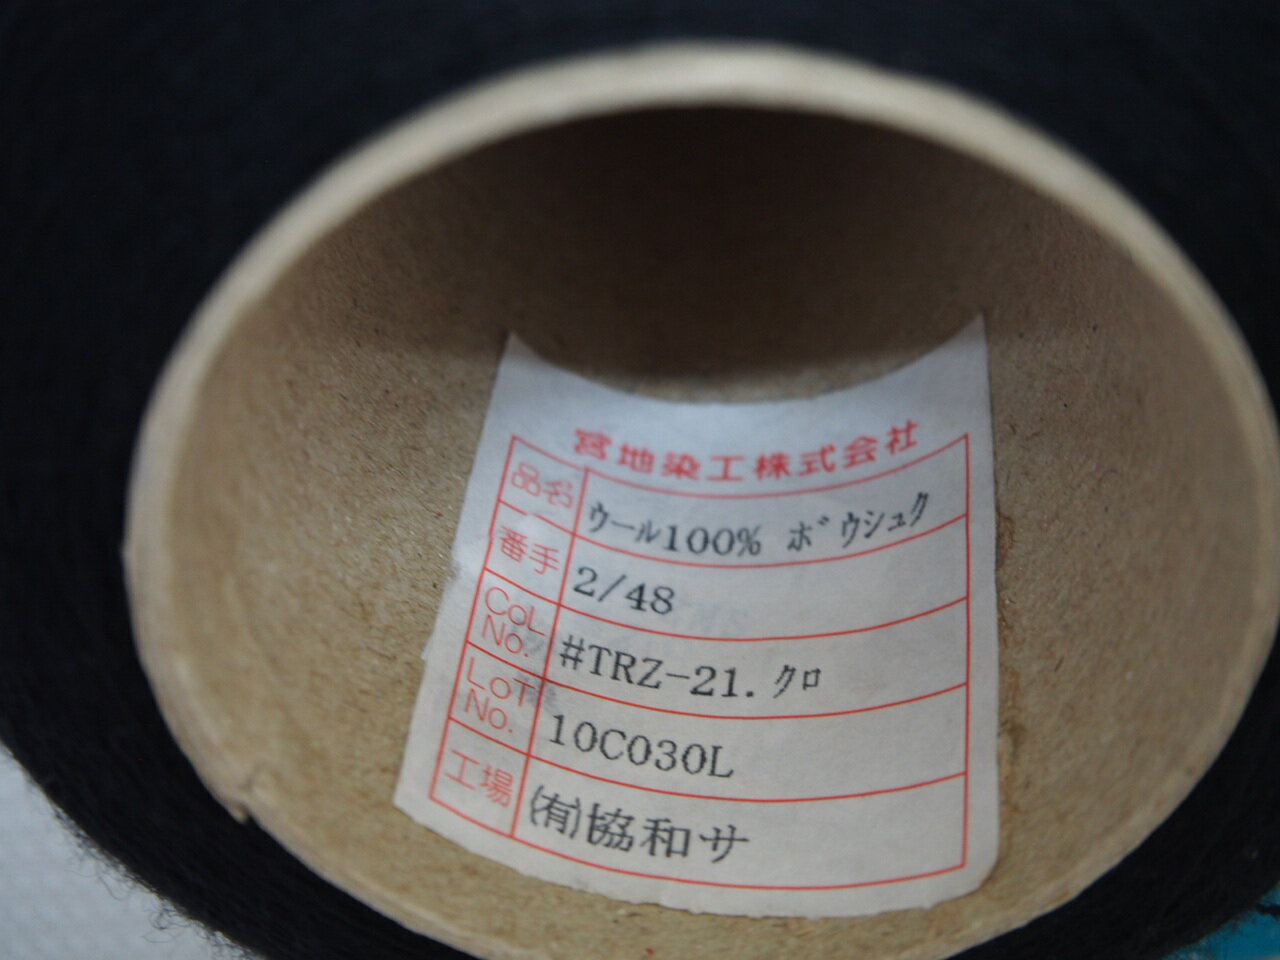 宮地染工株式会社
品名 ウール100% ボウシュク
番手 2/48
CoL No. #TRZ-21. クロ
LoT No. 10C030L
工場 (有)協和サ